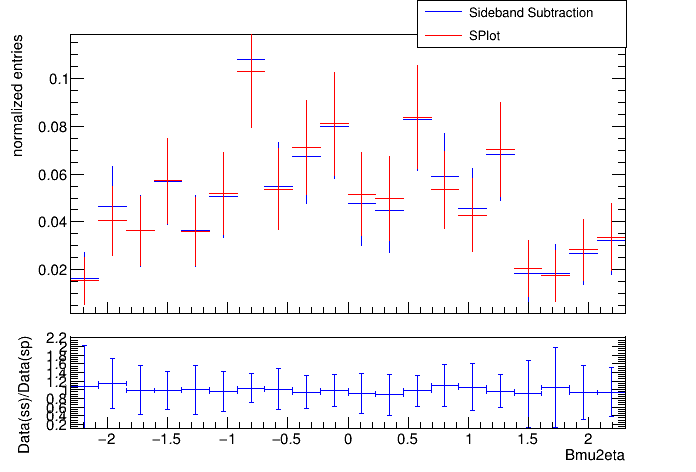 Sideband Subtraction
SPlot
normalized entries
0.1
0.08
0.06
0.04
0.02
Data(ss)/Data(sp)
2.2
2
1.8
1.6
1.4
1.2
1
0.8
0.6
0.4
0.2
−2 −1.5 −1 −0.5 0 0.5 1 1.5 2
Bmu2eta